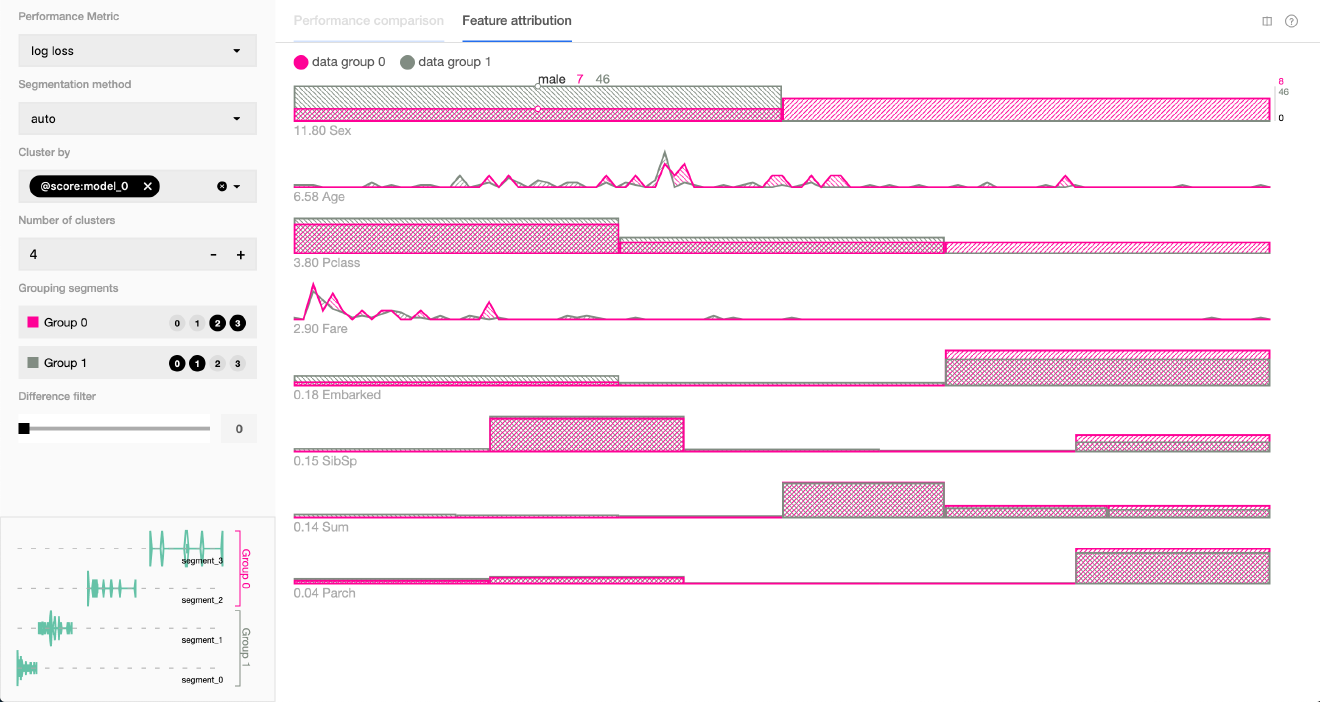 Performance Metric
log loss
Segmentation method
auto
Cluster by
@score:model_0 ✕
Number of clusters
4 - +
Grouping segments
Group 0 0 1 2 3
Group 1 0 1 2 3
Difference filter
0
segment_3
segment_2
Group 0
segment_1
segment_0
Group 1
Performance comparison Feature attribution ?
data group 0 data group 1
male 7 46
8
46
0
11.80 Sex
6.58 Age
3.80 Pclass
2.90 Fare
0.18 Embarked
0.15 SibSp
0.14 Sum
0.04 Parch